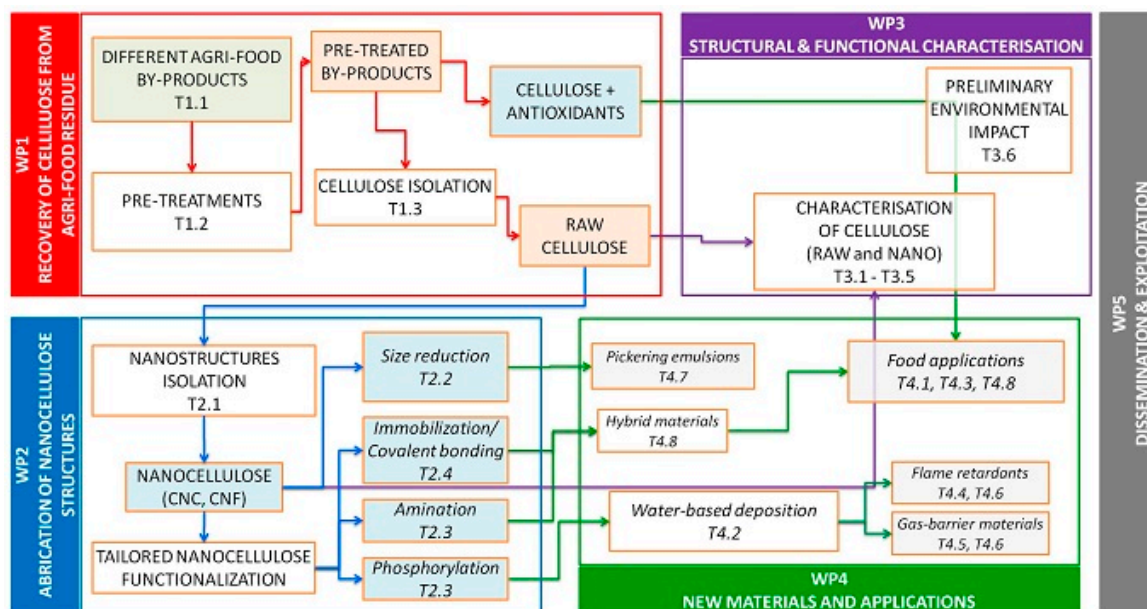 WP1
RECOVERY OF CELLILUOSE FROM
AGRI-FOOD RESIDUE
DIFFERENT AGRI-FOOD
BY-PRODUCTS
T1.1
PRE-TREATMENTS
T1.2
PRE-TREATED
BY-PRODUCTS
CELLULOSE ISOLATION
T1.3
CELLULOSE +
ANTIOXIDANTS
RAW
CELLULOSE
WP3
STRUCTURAL & FUNCTIONAL CHARACTERISATION
PRELIMINARY
ENVIRONMENTAL
IMPACT
T3.6
CHARACTERISATION
OF CELLULOSE
(RAW and NANO)
T3.1 - T3.5
WP2
ABRICATION OF NANOCELLULOSE
STRUCTURES
NANOSTRUCTURES
ISOLATION
T2.1
NANOCELLULOSE
(CNC, CNF)
TAILORED NANOCELLULOSE
FUNCTIONALIZATION
Size reduction
T2.2
Immobilization/
Covalent bonding
T2.4
Amination
T2.3
Phosphorylation
T2.3
Pickering emulsions
T4.7
Hybrid materials
T4.8
Water-based deposition
T4.2
Food applications
T4.1, T4.3, T4.8
Flame retardants
T4.4, T4.6
Gas-barrier materials
T4.5, T4.6
WP4
NEW MATERIALS AND APPLICATIONS
WP5
DISSEMINATION & EXPLOITATION